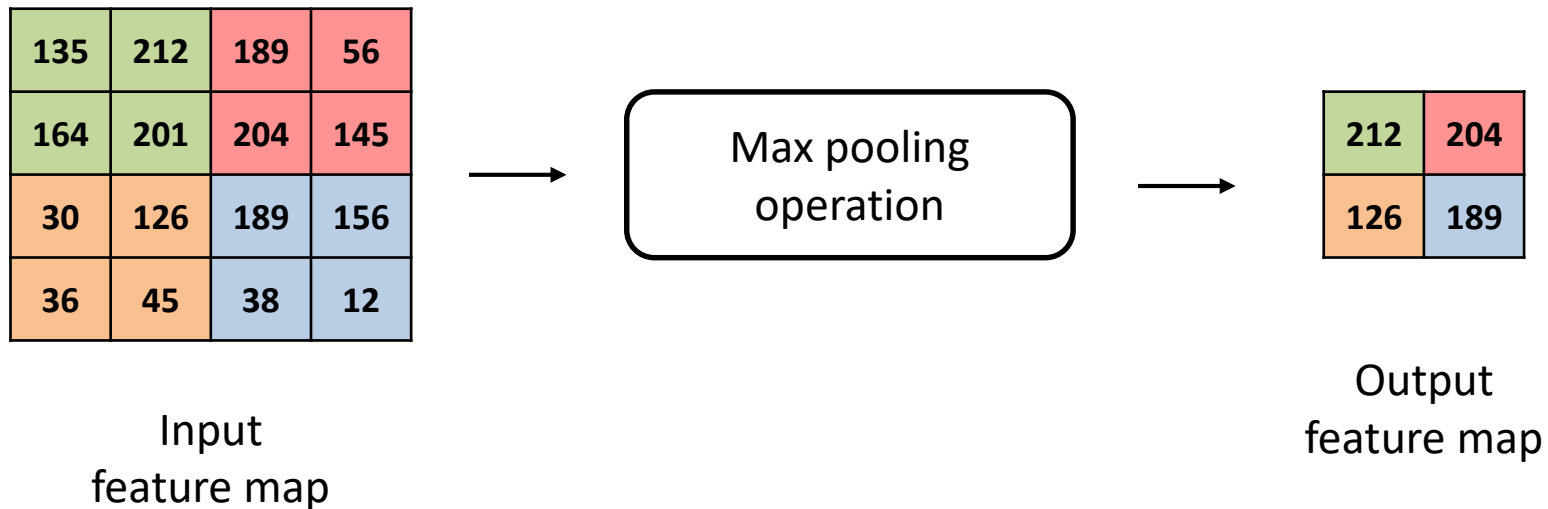 135 212 189 56
164 201 204 145
30 126 189 156
36 45 38 12
Input
feature map
Max pooling
operation
212 204
126 189
Output
feature map